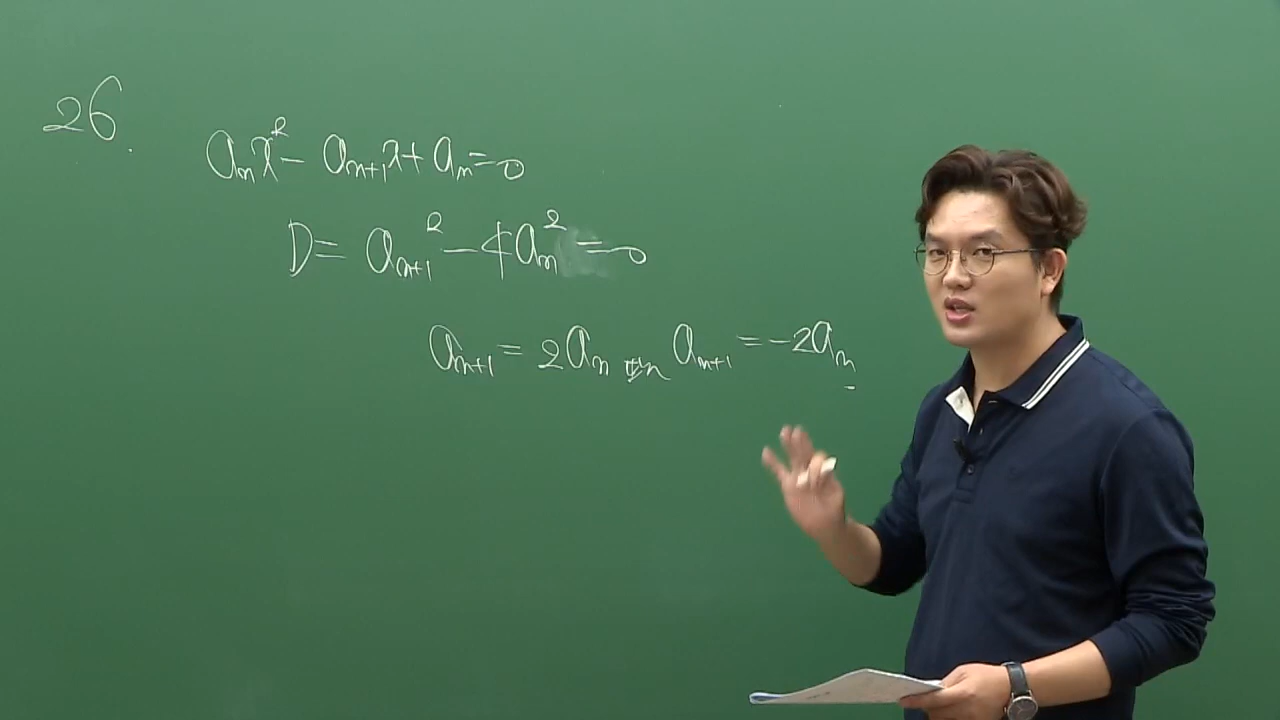 26.
aₙx² - aₙ₊₁x + aₙ = 0
D = aₙ₊₁² - 4aₙ² = 0
aₙ₊₁ = 2aₙ 또는 aₙ₊₁ = -2aₙ